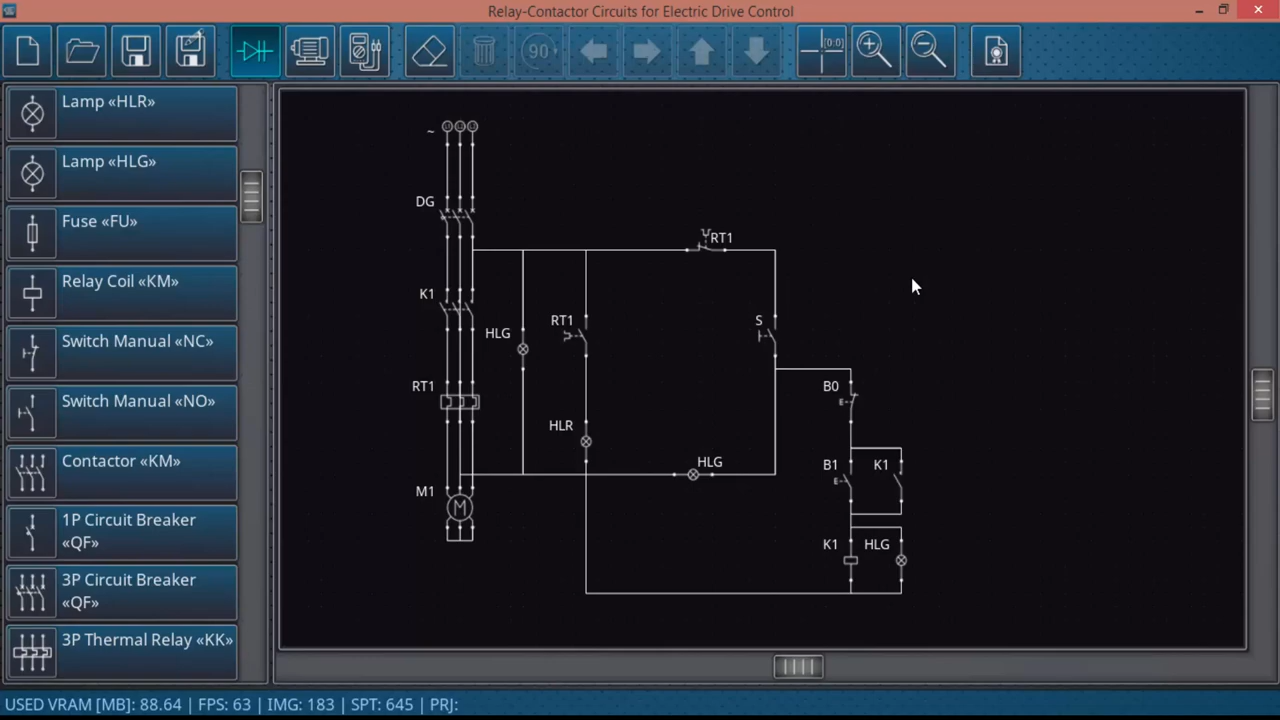 Relay-Contactor Circuits for Electric Drive Control
90
[0:0]
Lamp «HLR»
Lamp «HLG»
Fuse «FU»
Relay Coil «KM»
Switch Manual «NC»
Switch Manual «NO»
Contactor «KM»
1P Circuit Breaker
«QF»
3P Circuit Breaker
«QF»
3P Thermal Relay «KK»
~
DG
RT1
K1
RT1
S
HLG
RT1
B0
HLR
HLG
B1
K1
M1
M
K1
HLG
USED VRAM [MB]: 88.64 | FPS: 63 | IMG: 183 | SPT: 645 | PRJ: